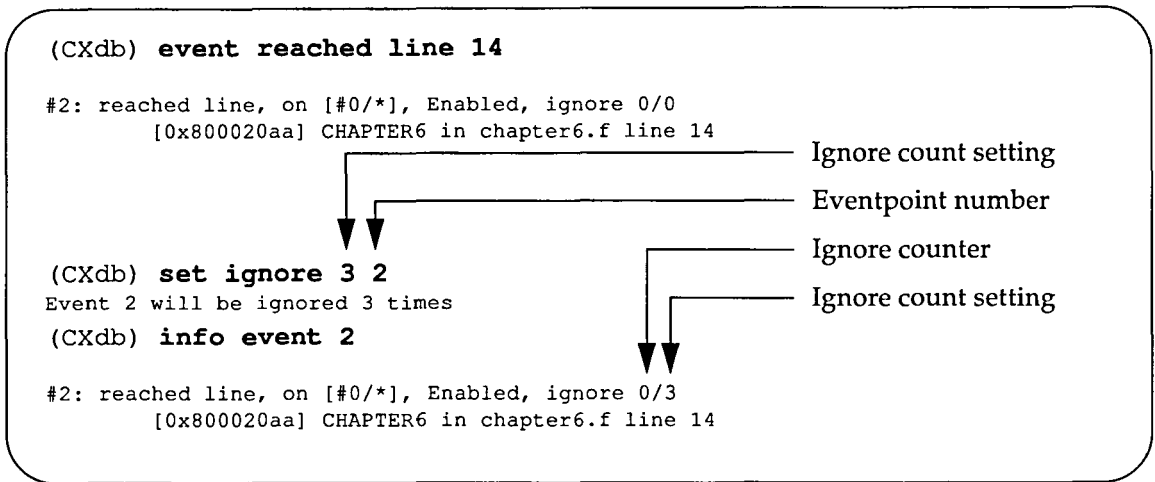 (CXdb) event reached line 14
#2: reached line, on [#0/*], Enabled, ignore 0/0
[0x800020aa] CHAPTER6 in chapter6.f line 14
Ignore count setting
Eventpoint number
Ignore counter
Ignore count setting
(CXdb) set ignore 3 2
Event 2 will be ignored 3 times
(CXdb) info event 2
#2: reached line, on [#0/*], Enabled, ignore 0/3
[0x800020aa] CHAPTER6 in chapter6.f line 14